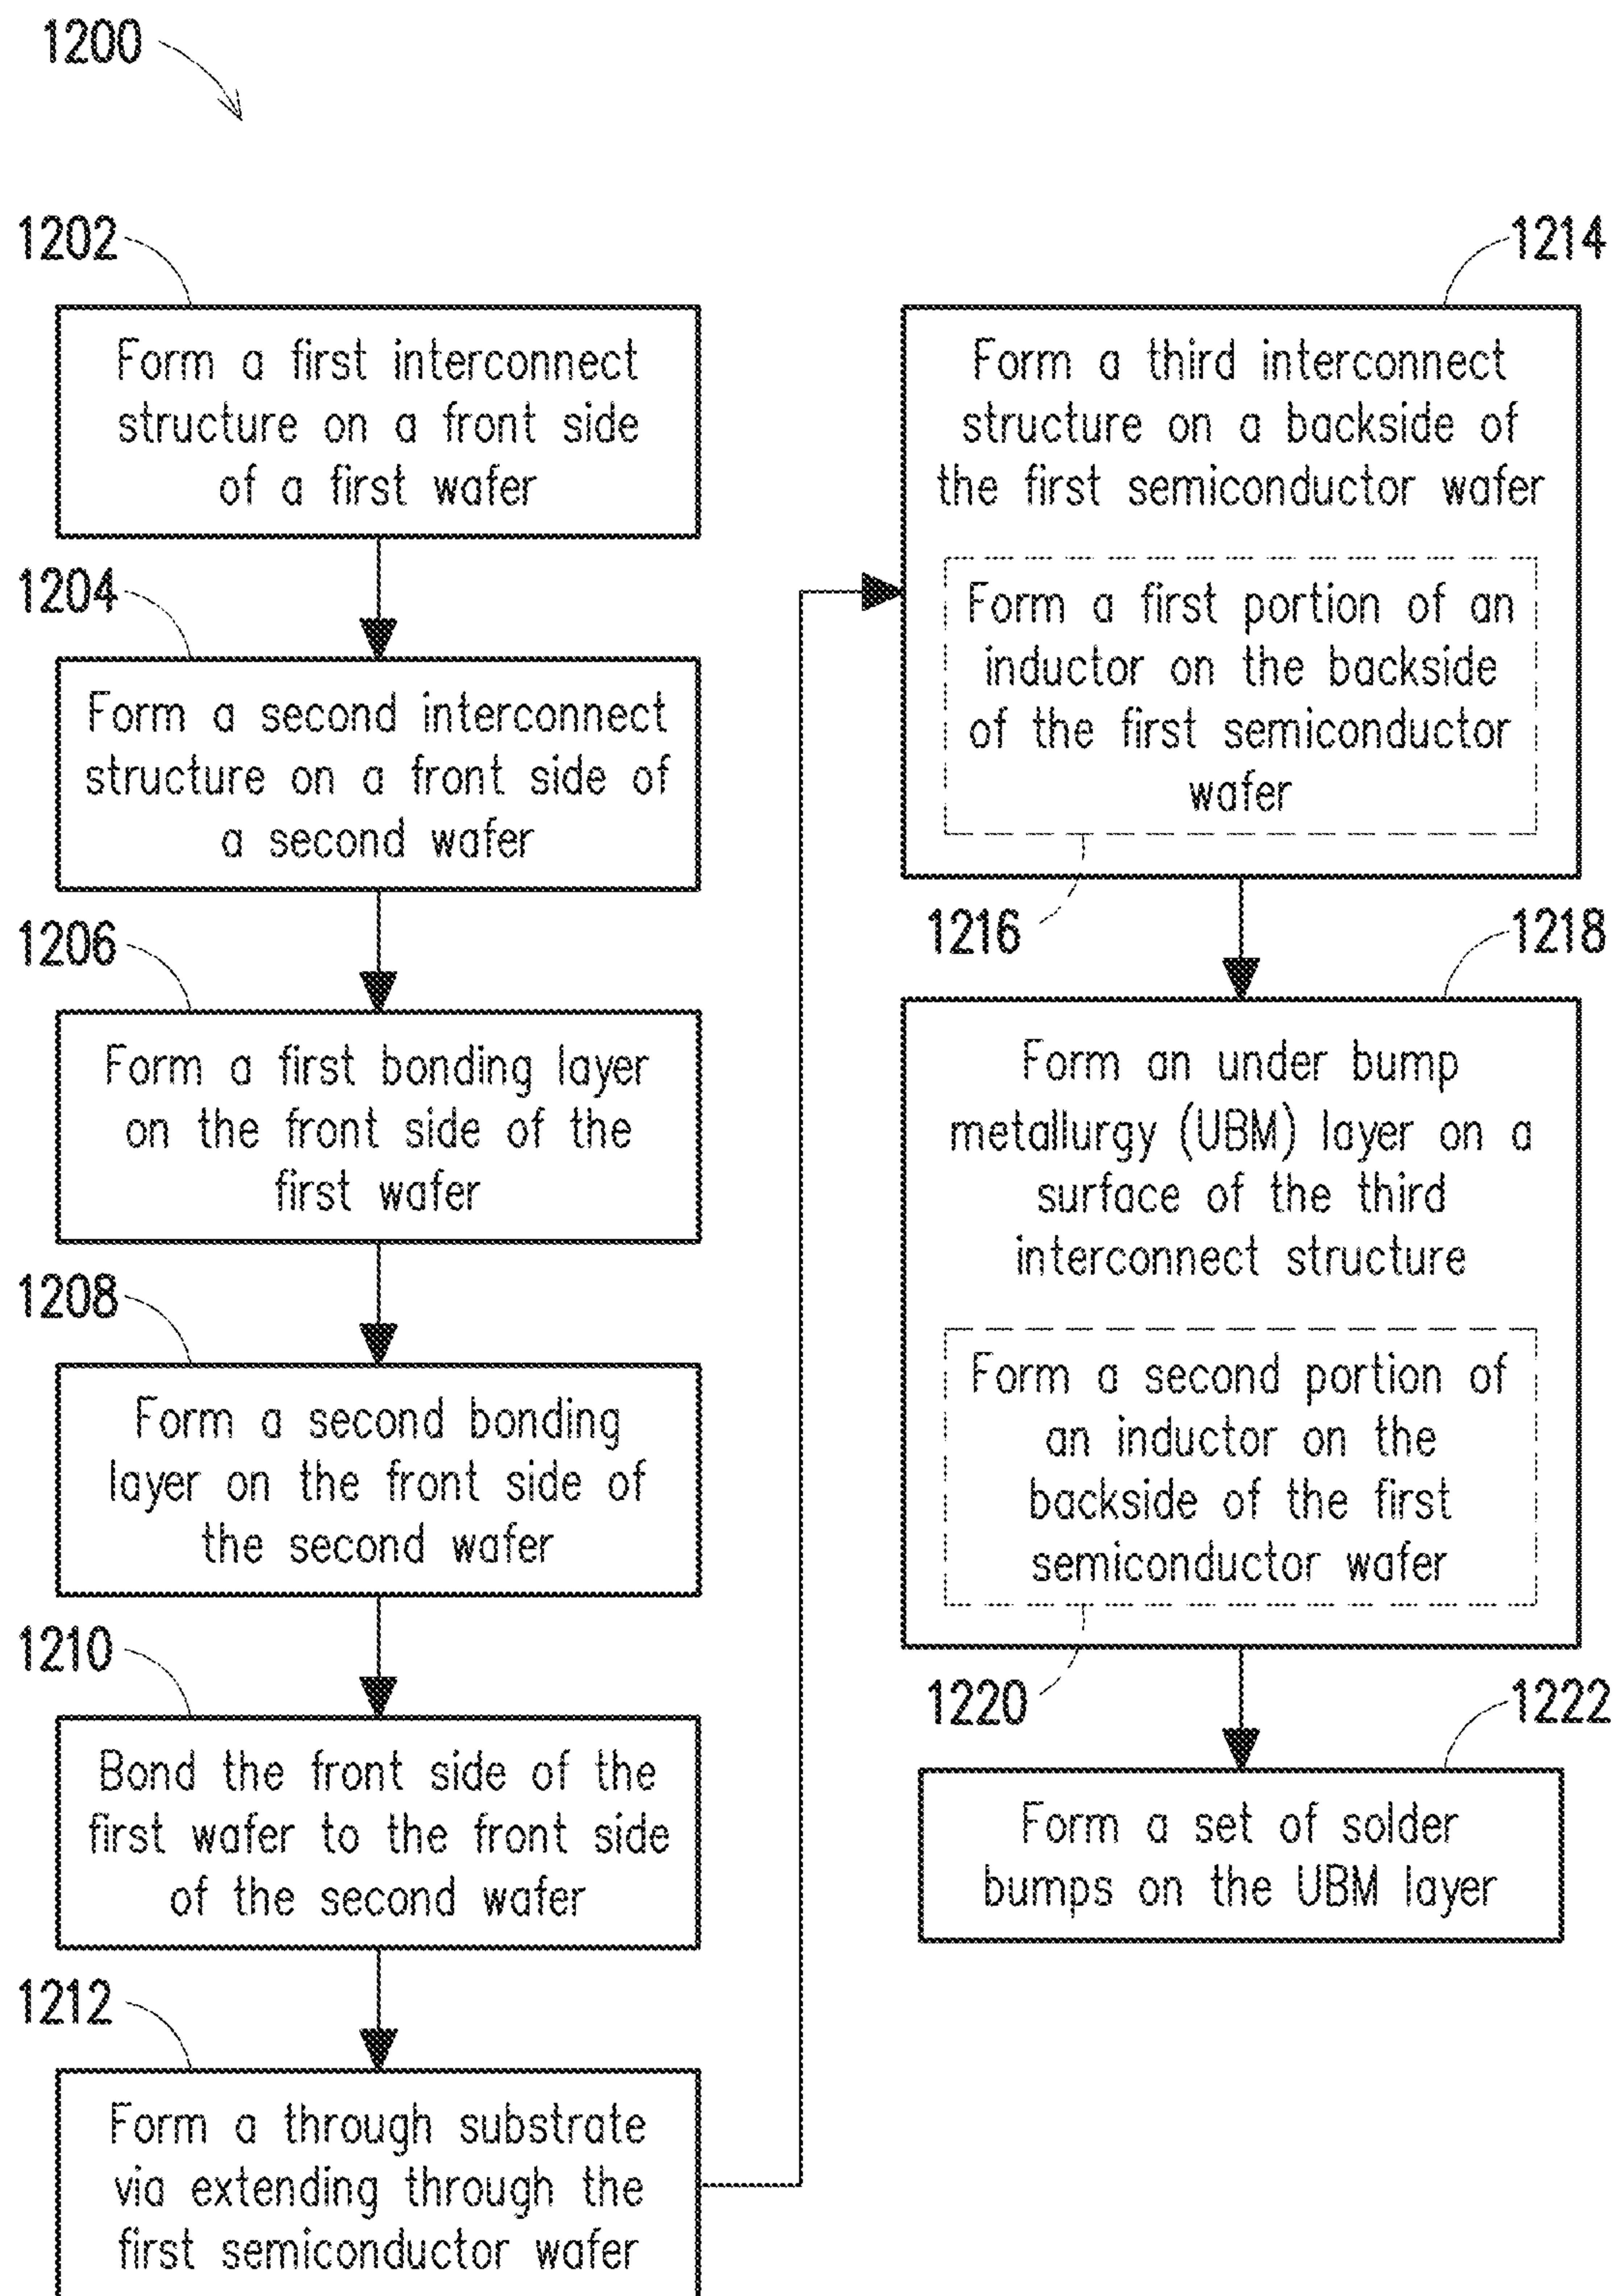 1200
1202
Form a first interconnect
structure on a front side
of a first wafer
1204
Form a second interconnect
structure on a front side of
a second wafer
1206
Form a first bonding layer
on the front side of the
first wafer
1208
Form a second bonding
layer on the front side of
the second wafer
1210
Bond the front side of the
first wafer to the front side
of the second wafer
1212
Form a through substrate
via extending through the
first semiconductor wafer
1214
Form a third interconnect
structure on a backside of
the first semiconductor wafer
Form a first portion of an
inductor on the backside
of the first semiconductor
wafer
1216
1218
Form an under bump
metallurgy (UBM) layer on a
surface of the third
interconnect structure
Form a second portion of
an inductor on the
backside of the first
semiconductor wafer
1220
1222
Form a set of solder
bumps on the UBM layer